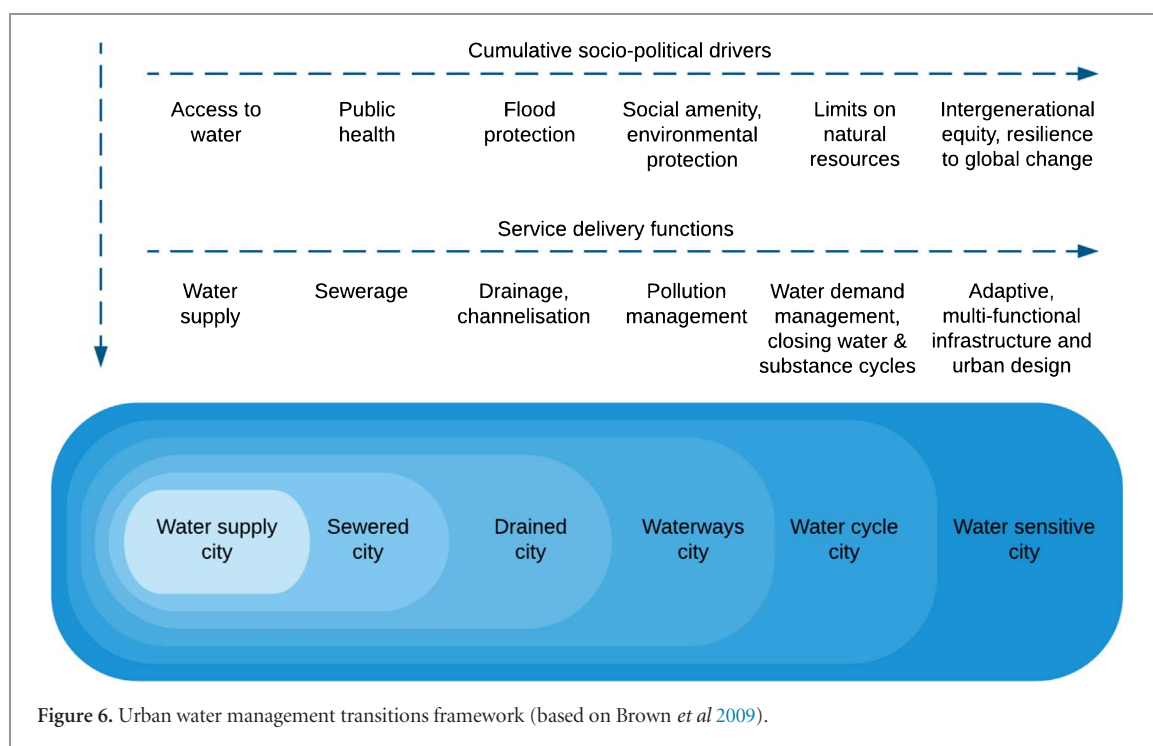 Cumulative socio-political drivers
Access to
water
Public
health
Flood
protection
Social amenity,
environmental
protection
Limits on
natural
resources
Intergenerational
equity, resilience
to global change
Service delivery functions
Water
supply
Sewerage
Drainage,
channelisation
Pollution
management
Water demand
management,
closing water &
substance cycles
Adaptive,
multi-functional
infrastructure and
urban design
Water supply
city
Sewered
city
Drained
city
Waterways
city
Water cycle
city
Water sensitive
city
Figure 6. Urban water management transitions framework (based on Brown et al 2009).